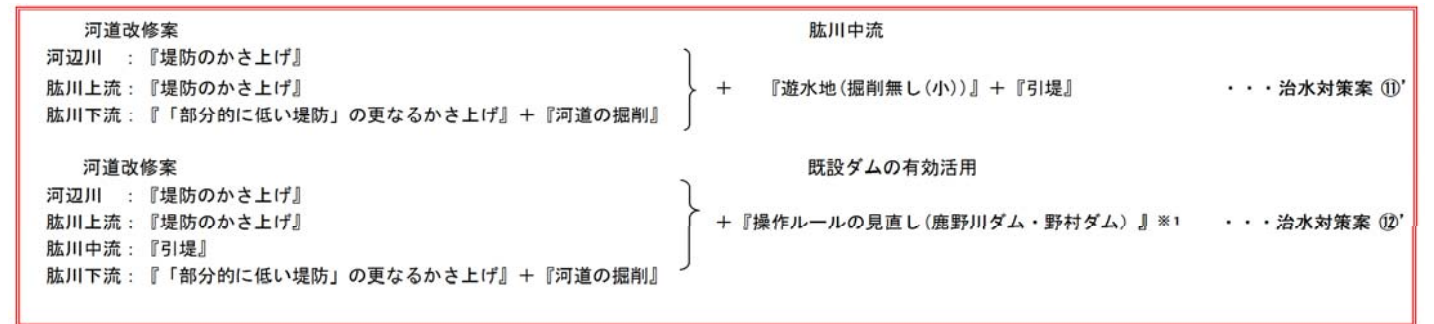 河道改修案 肱川中流
河辺川 : 『堤防のかさ上げ』
肱川上流 : 『堤防のかさ上げ』 + 『遊水地(掘削無し(小))』+『引堤』 ・・・治水対策案 ⑪’
肱川下流 : 『「部分的に低い堤防」の更なるかさ上げ』+『河道の掘削』
河道改修案 既設ダムの有効活用
河辺川 : 『堤防のかさ上げ』
肱川上流 : 『堤防のかさ上げ』 +『操作ルールの見直し(鹿野川ダム・野村ダム) 』※1 ・・・治水対策案 ⑫’
肱川中流 : 『引堤』
肱川下流 : 『「部分的に低い堤防」の更なるかさ上げ』+『河道の掘削』